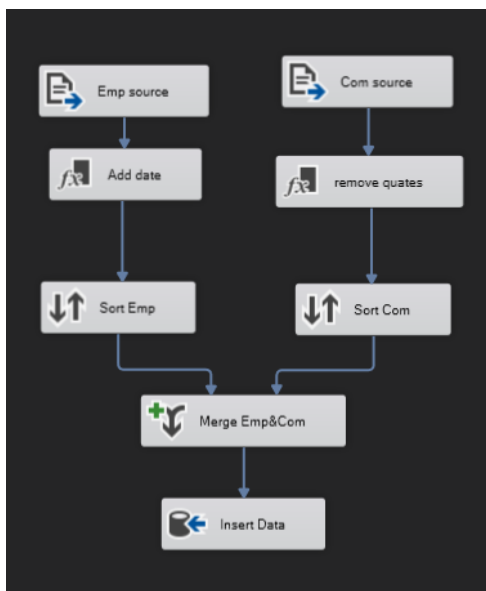 Emp source
Com source
Add date
remove quates
Sort Emp
Sort Com
Merge Emp&Com
Insert Data